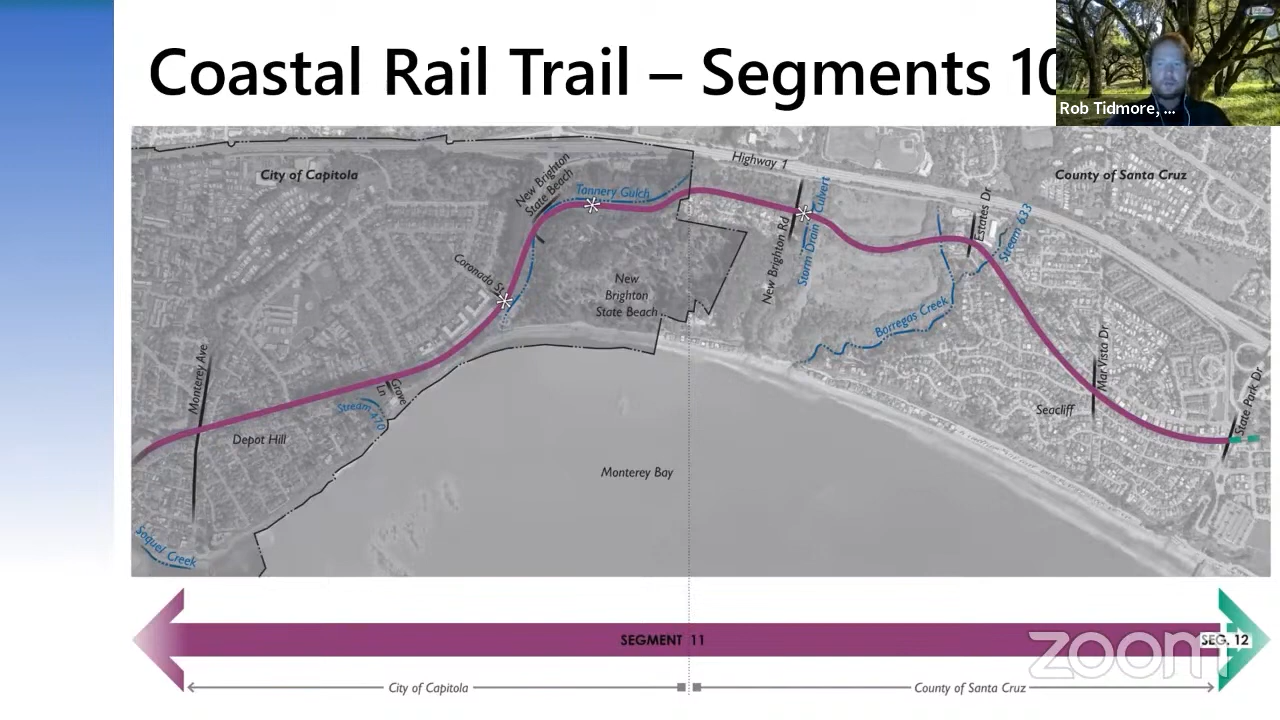 Coastal Rail Trail – Segments 10
Rob Tidmore, ...
City of Capitola
Highway 1
County of Santa Cruz
New Brighton
State Beach
Tannery Gulch
Storm Drain Culvert
New Brighton Rd
Estates Dr
Stream 633
Coronado St
New
Brighton
State Beach
Borregas Creek
Monterey Ave
Grove
Ln
Stream 470
Mar Vista Dr
State Park Dr
Seacliff
Depot Hill
Monterey Bay
Soquel Creek
SEGMENT 11
SEG. 12
zoom
City of Capitola
County of Santa Cruz